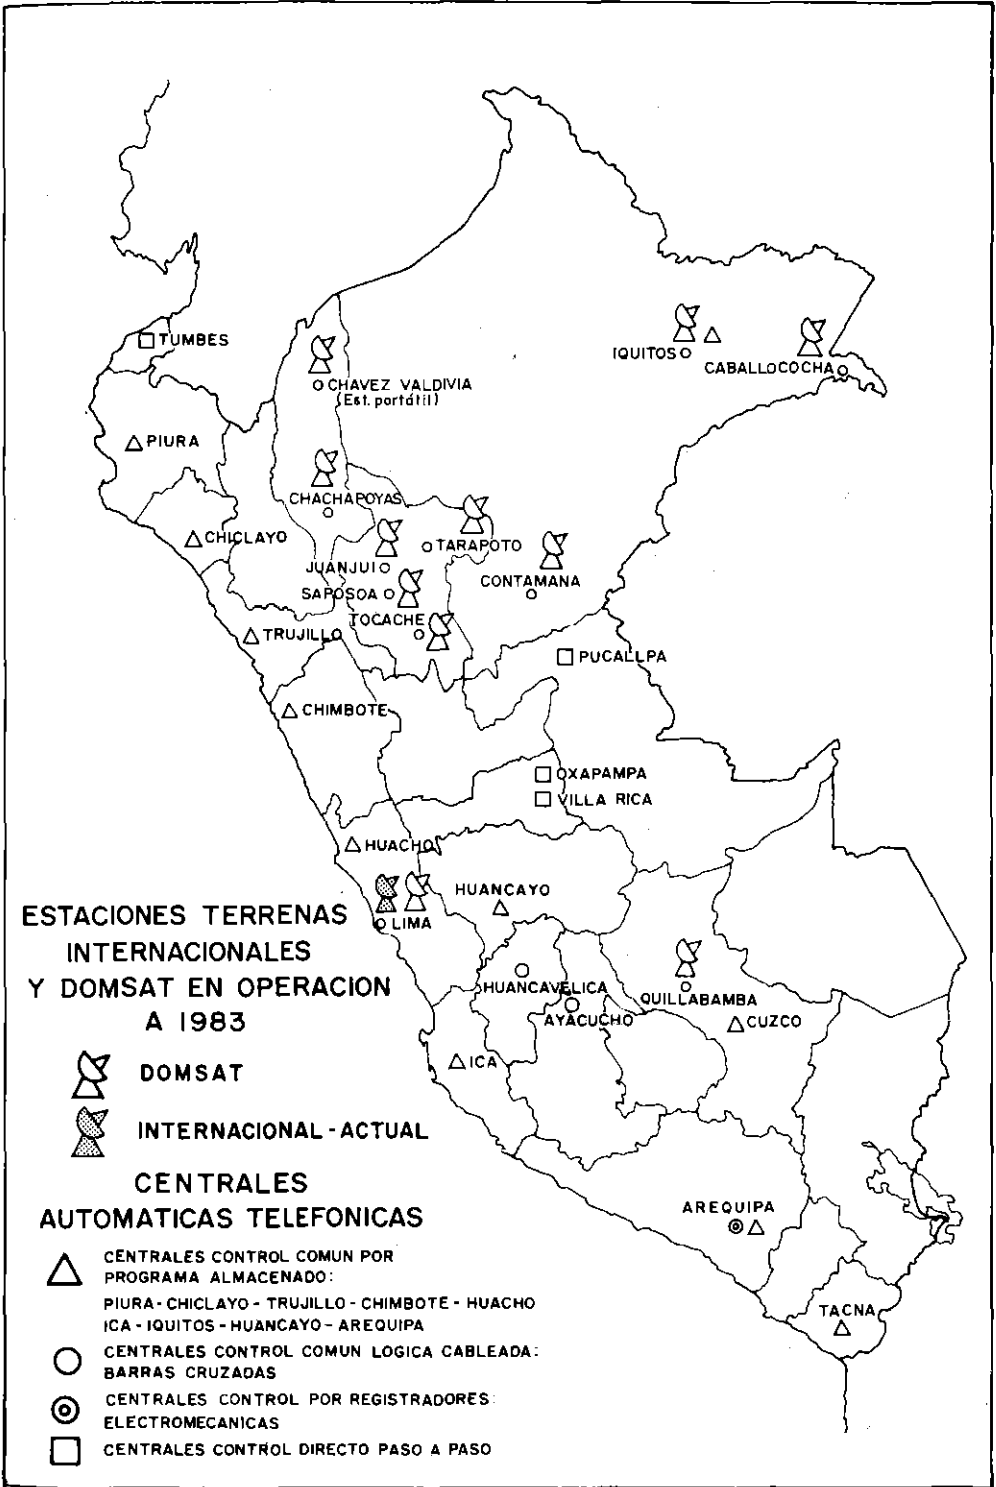 TUMBES
IQUITOS
CABALLOCOCHA
CHAVEZ VALDIVIA
(Est. portátil)
PIURA
CHACHAPOYAS
CHICLAYO
TARAPOTO
JUANJUI
CONTAMANA
SAPOSOA
TOCACHE
TRUJILLO
PUCALLPA
CHIMBOTE
OXAPAMPA
VILLA RICA
HUACHO
HUANCAYO
LIMA
HUANCAVELICA
QUILLABAMBA
AYACUCHO
CUZCO
ICA
AREQUIPA
TACNA
ESTACIONES TERRENAS
INTERNACIONALES
Y DOMSAT EN OPERACION
A 1983
DOMSAT
INTERNACIONAL-ACTUAL
CENTRALES
AUTOMATICAS TELEFONICAS
CENTRALES CONTROL COMUN POR
PROGRAMA ALMACENADO:
PIURA-CHICLAYO-TRUJILLO-CHIMBOTE-HUACHO
ICA-IQUITOS-HUANCAYO-AREQUIPA
CENTRALES CONTROL COMUN LOGICA CABLEADA:
BARRAS CRUZADAS
CENTRALES CONTROL POR REGISTRADORES:
ELECTROMECANICAS
CENTRALES CONTROL DIRECTO PASO A PASO